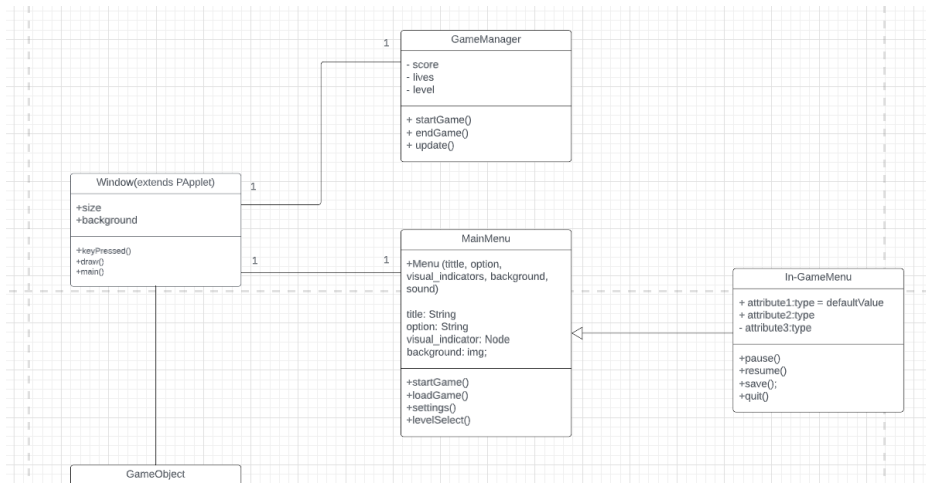 GameManager
1
- score
- lives
- level
+ startGame()
+ endGame()
+ update()
Window(extends PApplet)
1
+size
+background
+keyPressed()
+draw()
+main()
1
1
MainMenu
+Menu (tittle, option,
visual_indicators, background,
sound)
title: String
option: String
visual_indicator: Node
background: img;
+startGame()
+loadGame()
+settings()
+levelSelect()
In-GameMenu
+ attribute1:type = defaultValue
+ attribute2:type
- attribute3:type
+pause()
+resume()
+save();
+quit()
GameObject